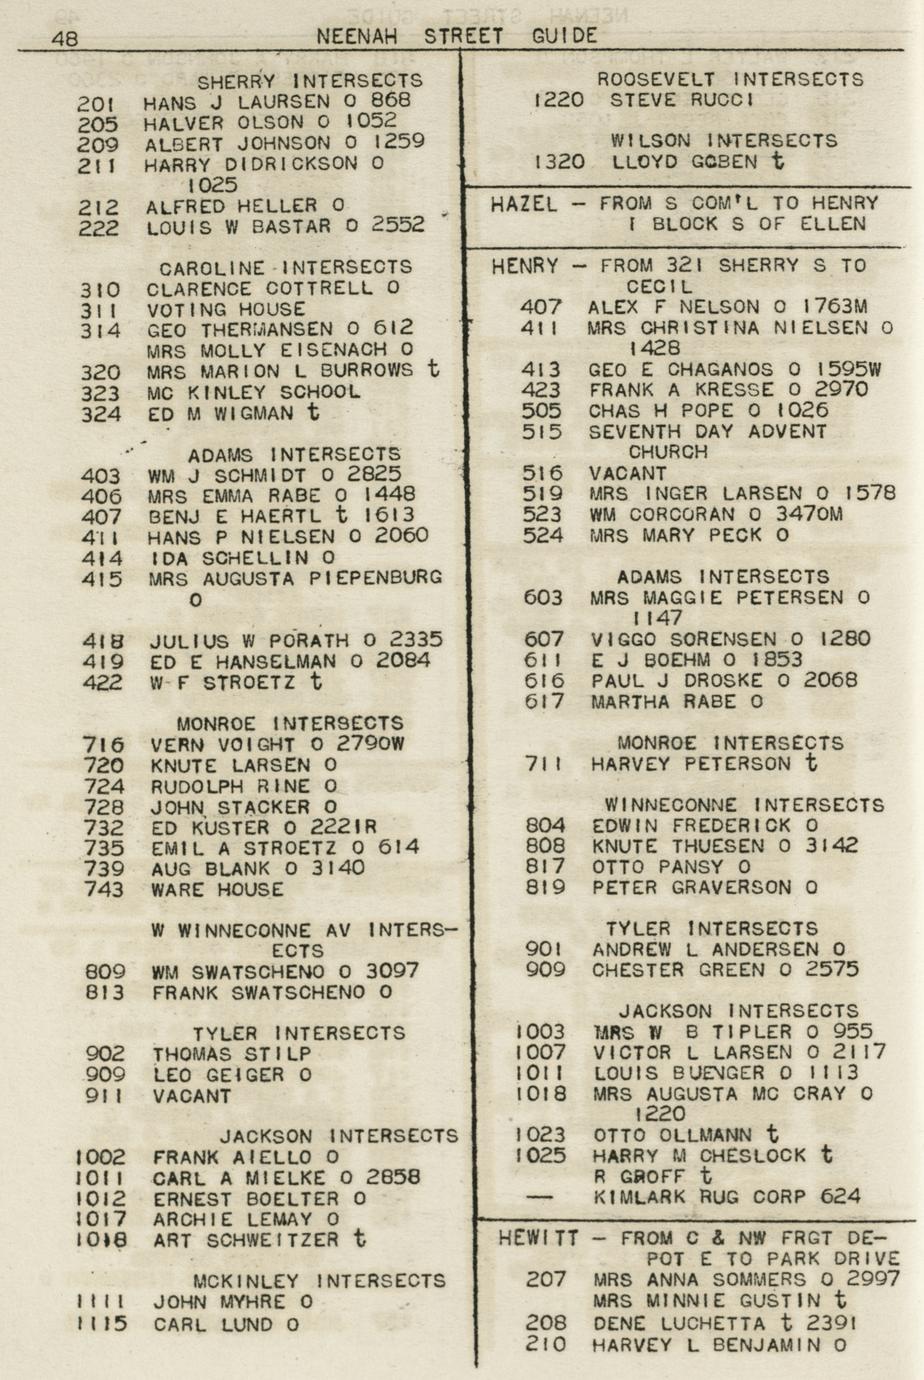 48 NEENAH STREET GUIDE
SHERRY INTERSECTS
201 HANS J LAURSEN O 868
205 HALVER OLSON O 1052
209 ALBERT JOHNSON O 1259
211 HARRY DIDRICKSON O
1025
212 ALFRED HELLER O
222 LOUIS W BASTAR O 2552
CAROLINE INTERSECTS
310 CLARENCE COTTRELL O
311 VOTING HOUSE
314 GEO THERMANSEN O 612
MRS MOLLY EISENACH O
320 MRS MARION L BURROWS t
323 MC KINLEY SCHOOL
324 ED M WIGMAN t
ADAMS INTERSECTS
403 WM J SCHMIDT O 2825
406 MRS EMMA RABE O 1448
407 BENJ E HAERTL t 1613
411 HANS P NIELSEN O 2060
414 IDA SCHELLIN O
415 MRS AUGUSTA PIEPENBURG
O
418 JULIUS W PORATH O 2335
419 ED E HANSELMAN O 2084
422 W F STROETZ t
MONROE INTERSECTS
716 VERN VOIGHT O 2790W
720 KNUTE LARSEN O
724 RUDOLPH RINE O
728 JOHN STACKER O
732 ED KUSTER O 2221R
735 EMIL A STROETZ O 614
739 AUG BLANK O 3140
743 WARE HOUSE
W WINNECONNE AV INTERS-
ECTS
809 WM SWATSCHENO O 3097
813 FRANK SWATSCHENO O
TYLER INTERSECTS
902 THOMAS STILP
909 LEO GEIGER O
911 VACANT
JACKSON INTERSECTS
1002 FRANK AIELLO O
1011 CARL A MIELKE O 2858
1012 ERNEST BOELTER O
1017 ARCHIE LEMAY O
1018 ART SCHWEITZER t
MCKINLEY INTERSECTS
1111 JOHN MYHRE O
1115 CARL LUND O
ROOSEVELT INTERSECTS
1220 STEVE RUCCI
WILSON INTERSECTS
1320 LLOYD GOBEN t
HAZEL - FROM S COM'L TO HENRY
1 BLOCK S OF ELLEN
HENRY - FROM 321 SHERRY S TO
CECIL
407 ALEX F NELSON O 1763M
411 MRS CHRISTINA NIELSEN O
1428
413 GEO E CHAGANOS O 1595W
423 FRANK A KRESSE O 2970
505 CHAS H POPE O 1026
515 SEVENTH DAY ADVENT
CHURCH
516 VACANT
519 MRS INGER LARSEN O 1578
523 WM CORCORAN O 3470M
524 MRS MARY PECK O
ADAMS INTERSECTS
603 MRS MAGGIE PETERSEN O
1147
607 VIGGO SORENSEN O 1280
611 E J BOEHM O 1853
616 PAUL J DROSKE O 2068
617 MARTHA RABE O
MONROE INTERSECTS
711 HARVEY PETERSON t
WINNECONNE INTERSECTS
804 EDWIN FREDERICK O
808 KNUTE THUESEN O 3142
817 OTTO PANSY O
819 PETER GRAVERSON O
TYLER INTERSECTS
901 ANDREW L ANDERSEN O
909 CHESTER GREEN O 2575
JACKSON INTERSECTS
1003 MRS W B TIPLER O 955
1007 VICTOR L LARSEN O 2117
1011 LOUIS BUENGER O 1113
1018 MRS AUGUSTA MC CRAY O
1220
1023 OTTO OLLMANN t
1025 HARRY M CHESLOCK t
R GROFF t
— KIMLARK RUG CORP 624
HEWITT - FROM C & NW FRGT DE-
POT E TO PARK DRIVE
207 MRS ANNA SOMMERS O 2997
MRS MINNIE GUSTIN t
208 DENE LUCHETTA t 2391
210 HARVEY L BENJAMIN O